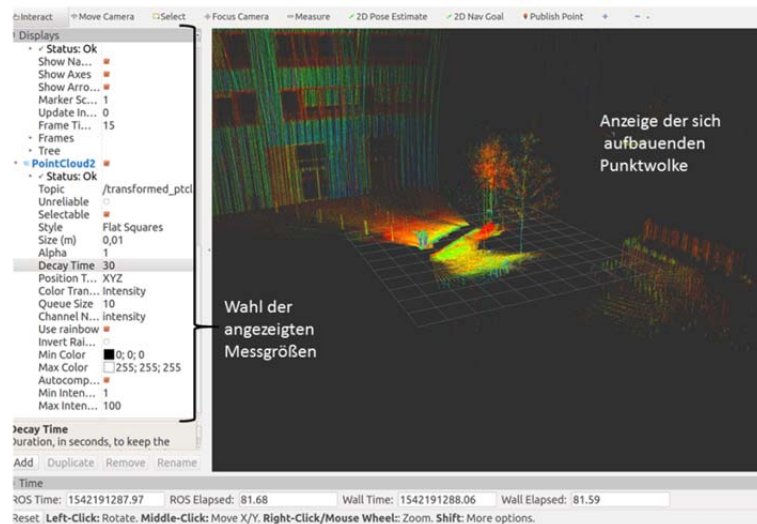 Interact Move Camera Select Focus Camera Measure 2D Pose Estimate 2D Nav Goal Publish Point
Displays
Status: Ok
Show Na...
Show Axes
Show Arro...
Marker Sc... 1
Update In... 0
Frame Ti... 15
Frames
Tree
PointCloud2
Status: Ok
Topic /transformed_ptcl
Unreliable
Selectable
Style Flat Squares
Size (m) 0,01
Alpha 1
Decay Time 30
Position T... XYZ
Color Tran... Intensity
Queue Size 10
Channel N... intensity
Use rainbow
Invert Rai...
Min Color 0; 0; 0
Max Color 255; 255; 255
Autocomp...
Min Inten... 1
Max Inten... 100
Decay Time
Duration, in seconds, to keep the
Add Duplicate Remove Rename
Anzeige der sich
aufbauenden
Punktwolke
Wahl der
angezeigten
Messgrößen
Time
ROS Time: 1542191287.97 ROS Elapsed: 81.68 Wall Time: 1542191288.06 Wall Elapsed: 81.59
Reset Left-Click: Rotate. Middle-Click: Move X/Y. Right-Click/Mouse Wheel:: Zoom. Shift: More options.